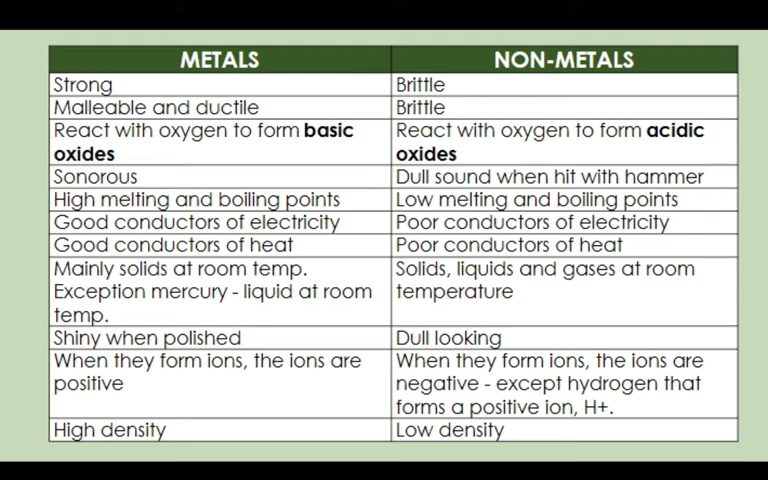 METALS NON-METALS
Strong Brittle
Malleable and ductile Brittle
React with oxygen to form basic React with oxygen to form acidic
oxides oxides
Sonorous Dull sound when hit with hammer
High melting and boiling points Low melting and boiling points
Good conductors of electricity Poor conductors of electricity
Good conductors of heat Poor conductors of heat
Mainly solids at room temp. Solids, liquids and gases at room
Exception mercury - liquid at room temperature
temp.
Shiny when polished Dull looking
When they form ions, the ions are When they form ions, the ions are
positive negative - except hydrogen that
forms a positive ion, H+.
High density Low density